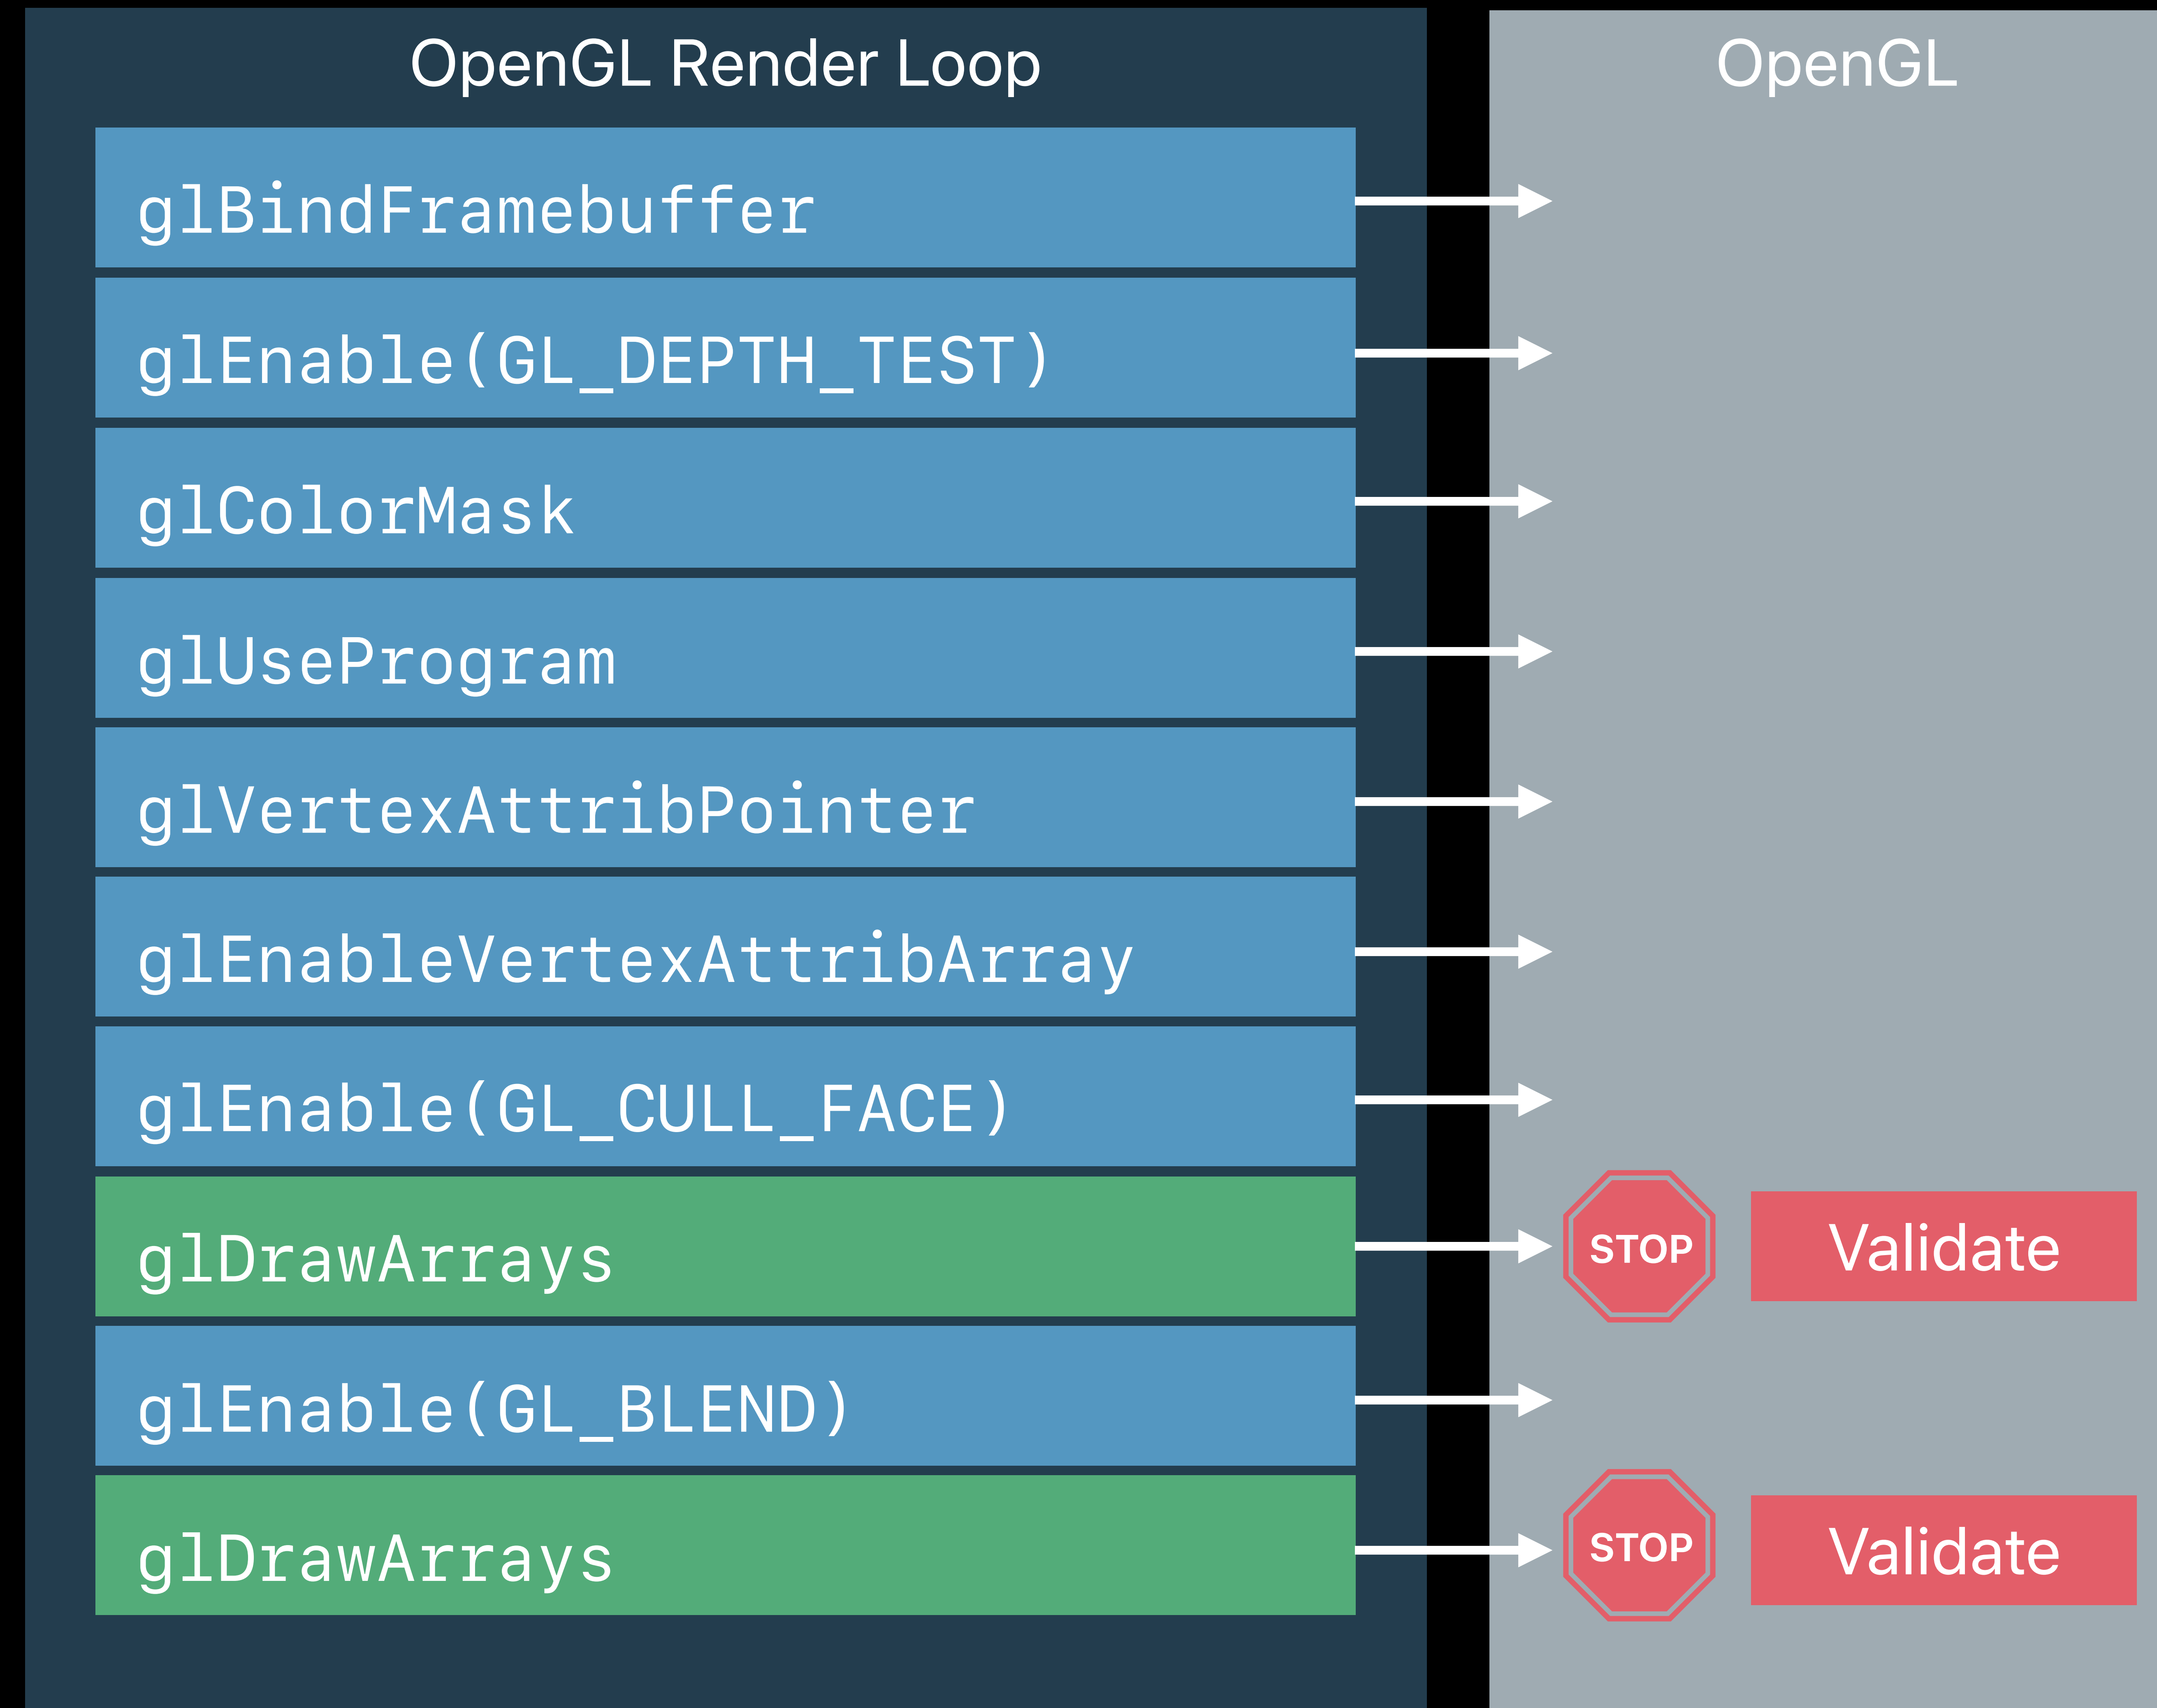 OpenGL Render Loop
OpenGL
glBindFramebuffer
glEnable(GL_DEPTH_TEST)
glColorMask
glUseProgram
glVertexAttribPointer
glEnableVertexAttribArray
glEnable(GL_CULL_FACE)
glDrawArrays
STOP
Validate
glEnable(GL_BLEND)
glDrawArrays
STOP
Validate